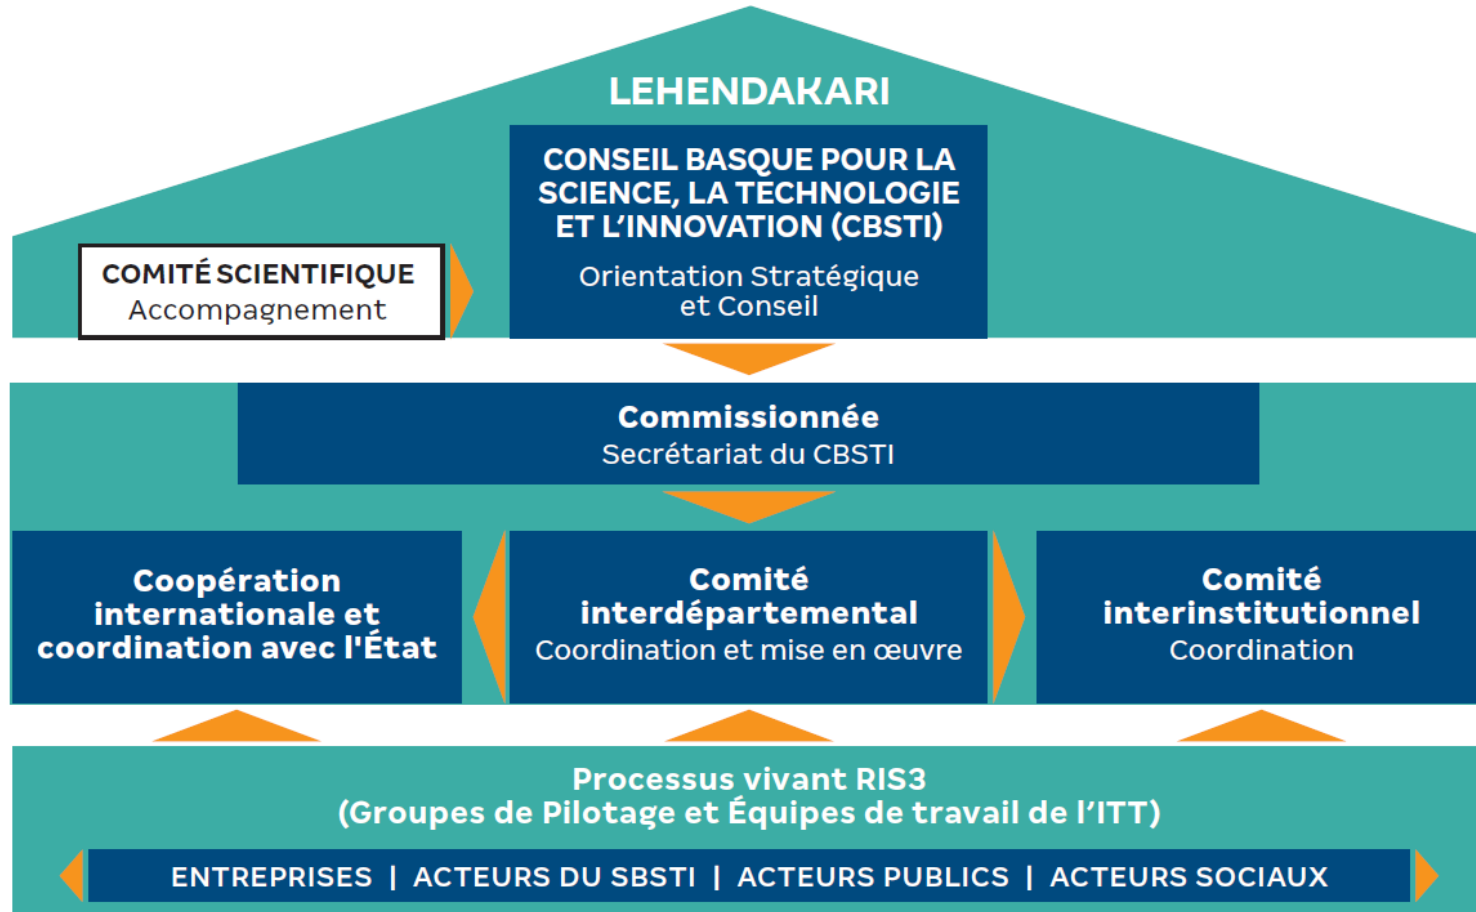 LEHENDAKARI
CONSEIL BASQUE POUR LA
SCIENCE, LA TECHNOLOGIE
ET L’INNOVATION (CBSTI)
Orientation Stratégique
et Conseil
COMITÉ SCIENTIFIQUE
Accompagnement
Commissionnée
Secrétariat du CBSTI
Coopération
internationale et
coordination avec l'État
Comité
interdépartemental
Coordination et mise en œuvre
Comité
interinstitutionnel
Coordination
Processus vivant RIS3
(Groupes de Pilotage et Équipes de travail de l’ITT)
ENTREPRISES | ACTEURS DU SBSTI | ACTEURS PUBLICS | ACTEURS SOCIAUX